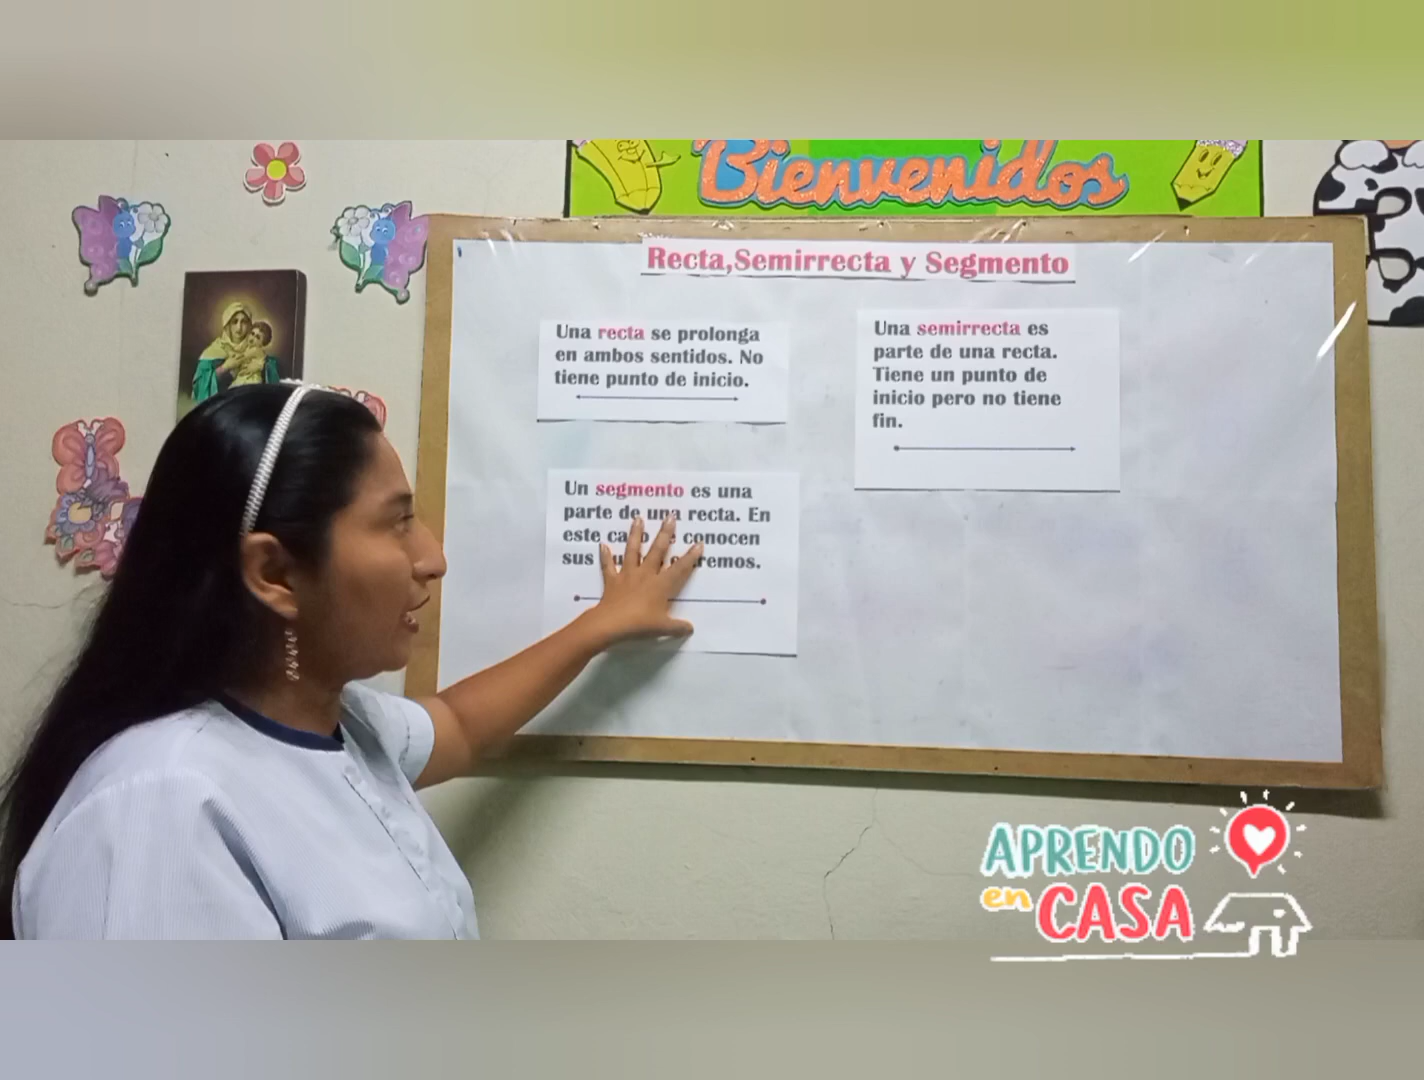 Bienvenidos
Recta,Semirrecta y Segmento
Una recta se prolonga
en ambos sentidos. No
tiene punto de inicio.
Una semirrecta es
parte de una recta.
Tiene un punto de
inicio pero no tiene
fin.
Un segmento es una
parte de una recta. En
este conocen
sus
APRENDO
en
CASA